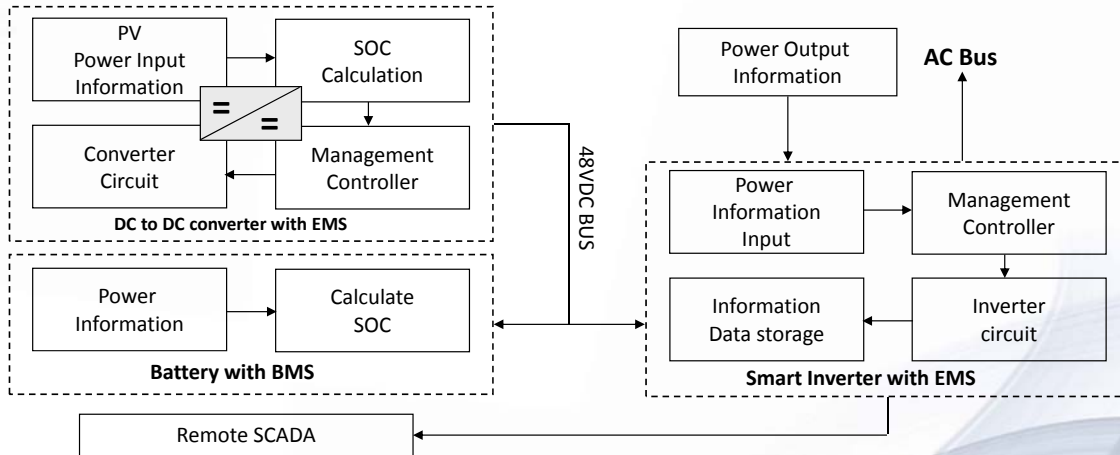 PV
Power Input
Information
SOC
Calculation
=
=
Converter
Circuit
Management
Controller
DC to DC converter with EMS
Power
Information
Calculate
SOC
Battery with BMS
48VDC BUS
Power Output
Information
AC Bus
Power
Information
Input
Management
Controller
Information
Data storage
Inverter
circuit
Smart Inverter with EMS
Remote SCADA